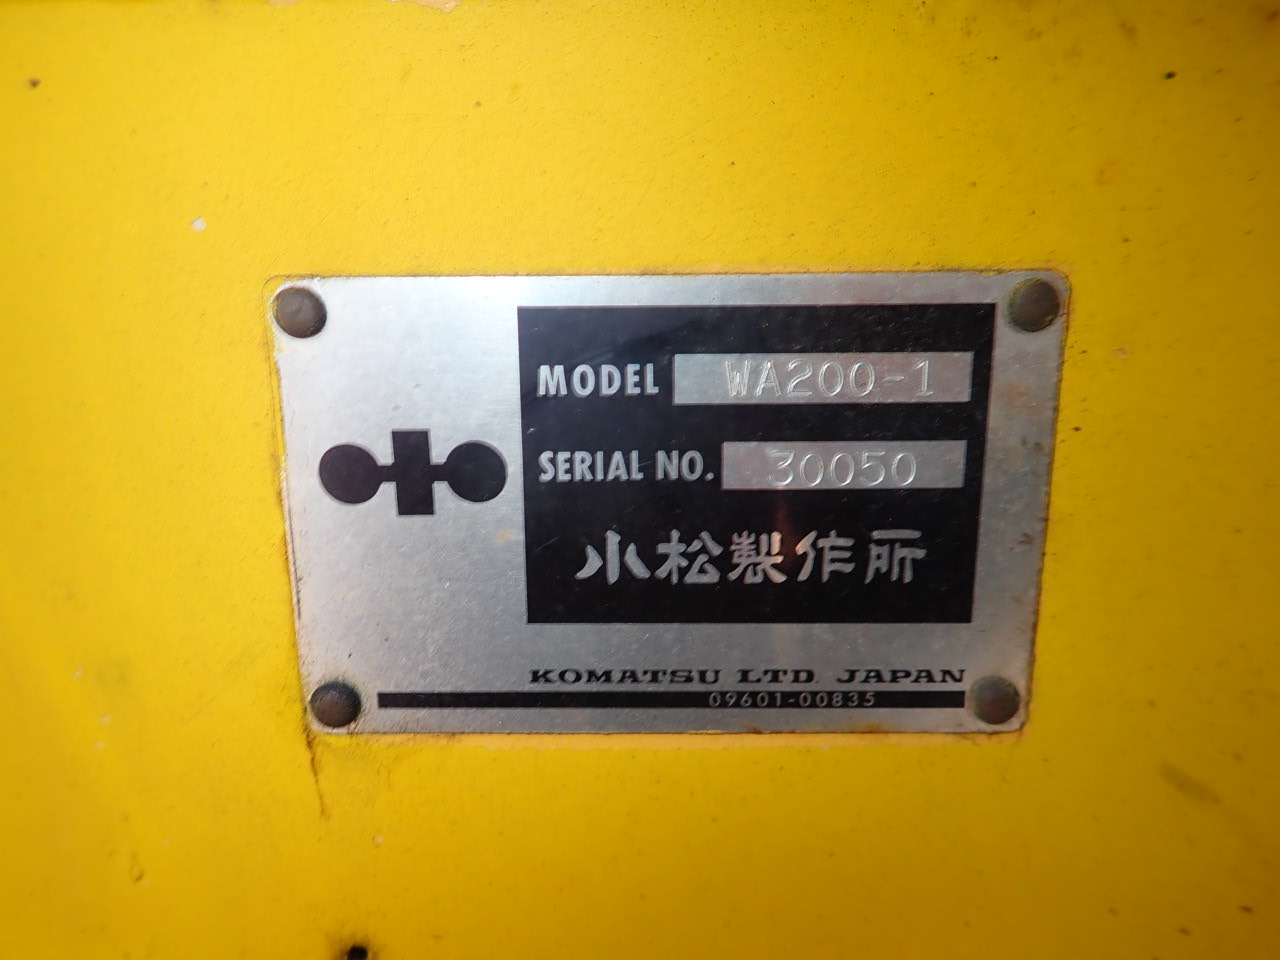 MODEL WA200-1
SERIAL NO. 30050
小松製作所
KOMATSU LTD. JAPAN
09601-00835